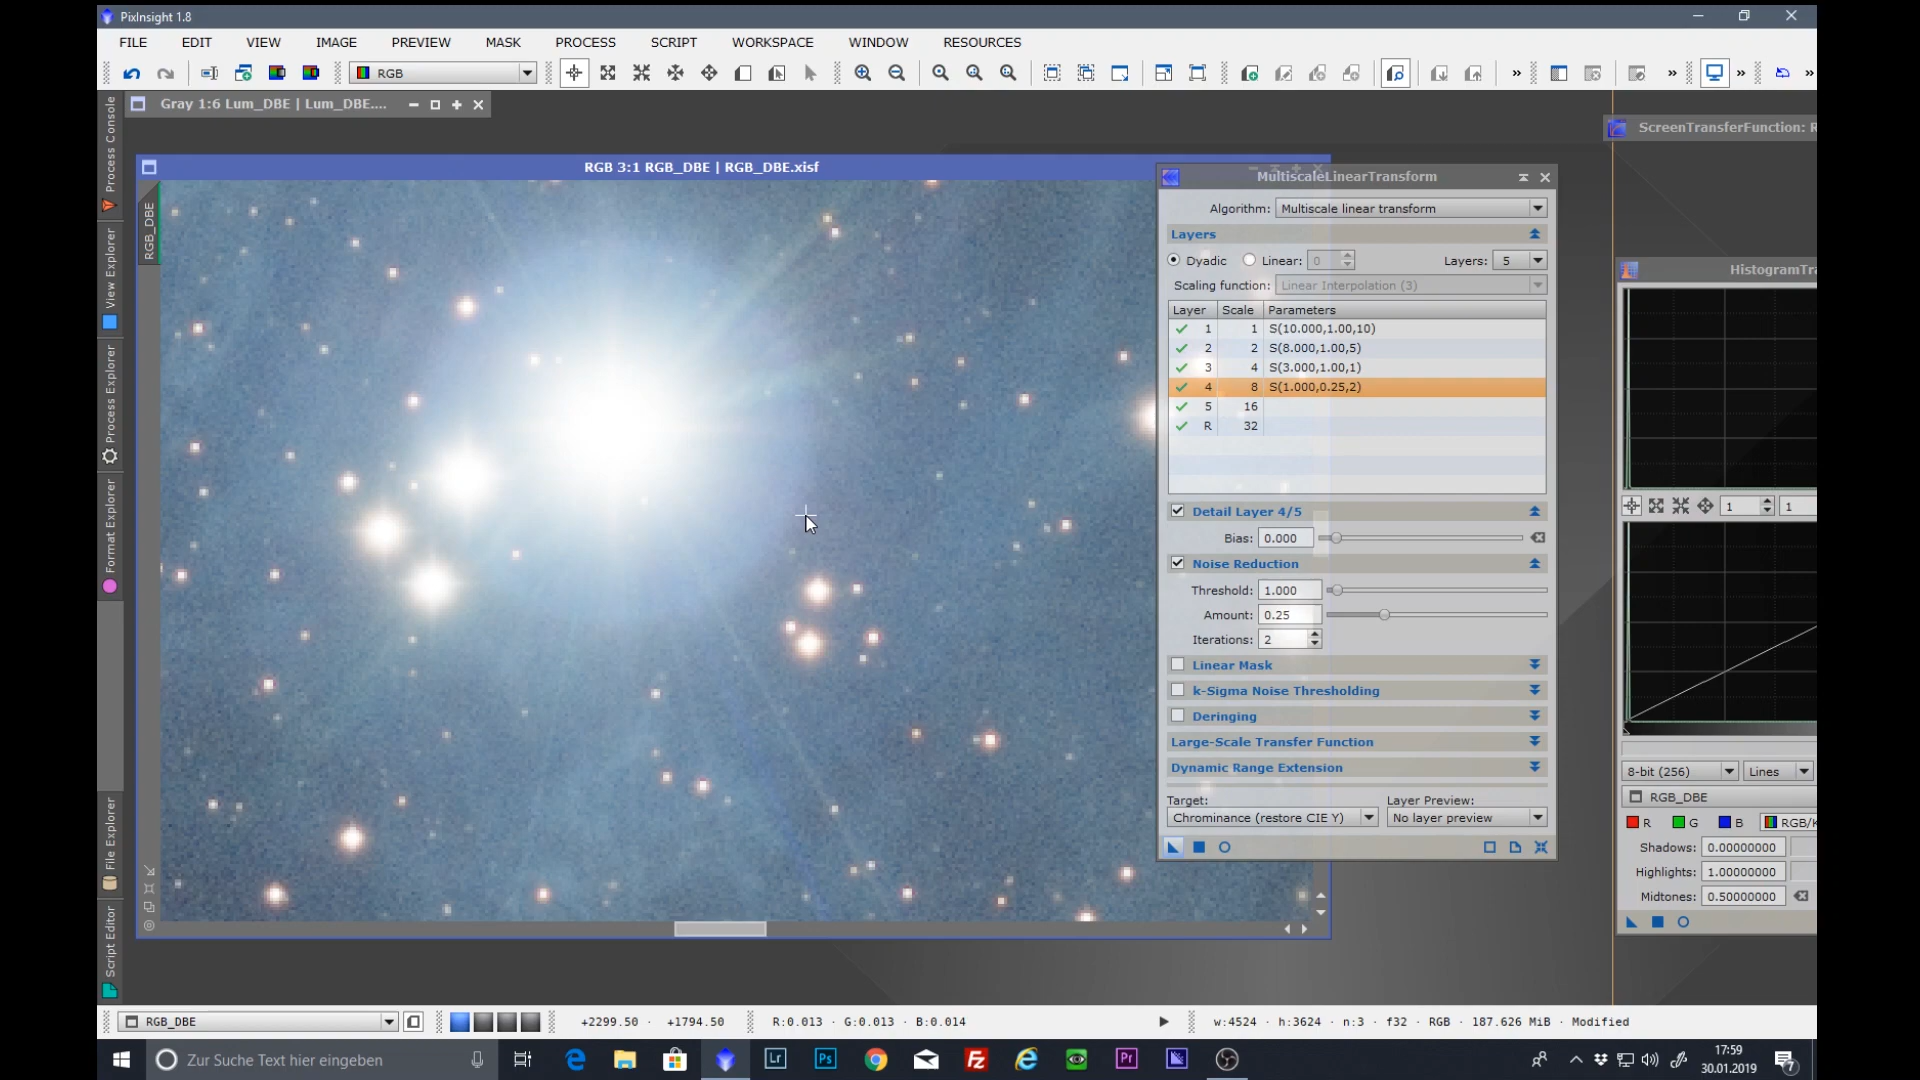 PixInsight 1.8
FILE EDIT VIEW IMAGE PREVIEW MASK PROCESS SCRIPT WORKSPACE WINDOW RESOURCES
RGB
Gray 1:6 Lum_DBE | Lum_DBE....
ScreenTransferFunction: R
RGB 3:1 RGB_DBE | RGB_DBE.xisf
RGB_DBE
Process Console
View Explorer
Process Explorer
Format Explorer
File Explorer
Script Editor
MultiscaleLinearTransform
Algorithm: Multiscale linear transform
Layers
Dyadic Linear: 0 Layers: 5
Scaling function: Linear Interpolation (3)
Layer Scale Parameters
1 1 S(10.000,1.00,10)
2 2 S(8.000,1.00,5)
3 4 S(3.000,1.00,1)
4 8 S(1.000,0.25,2)
5 16
R 32
Detail Layer 4/5
Bias: 0.000
Noise Reduction
Threshold: 1.000
Amount: 0.25
Iterations: 2
Linear Mask
k-Sigma Noise Thresholding
Deringing
Large-Scale Transfer Function
Dynamic Range Extension
Target: Layer Preview:
Chrominance (restore CIE Y) No layer preview
HistogramTra
1 1
8-bit (256) Lines
RGB_DBE
R G B RGB/K
Shadows: 0.00000000
Highlights: 1.00000000
Midtones: 0.50000000
RGB_DBE +2299.50 · +1794.50 R:0.013 · G:0.013 · B:0.014 w:4524 · h:3624 · n:3 · f32 · RGB · 187.626 MiB · Modified
Zur Suche Text hier eingeben
Lr Ps Pr
17:59
30.01.2019
7